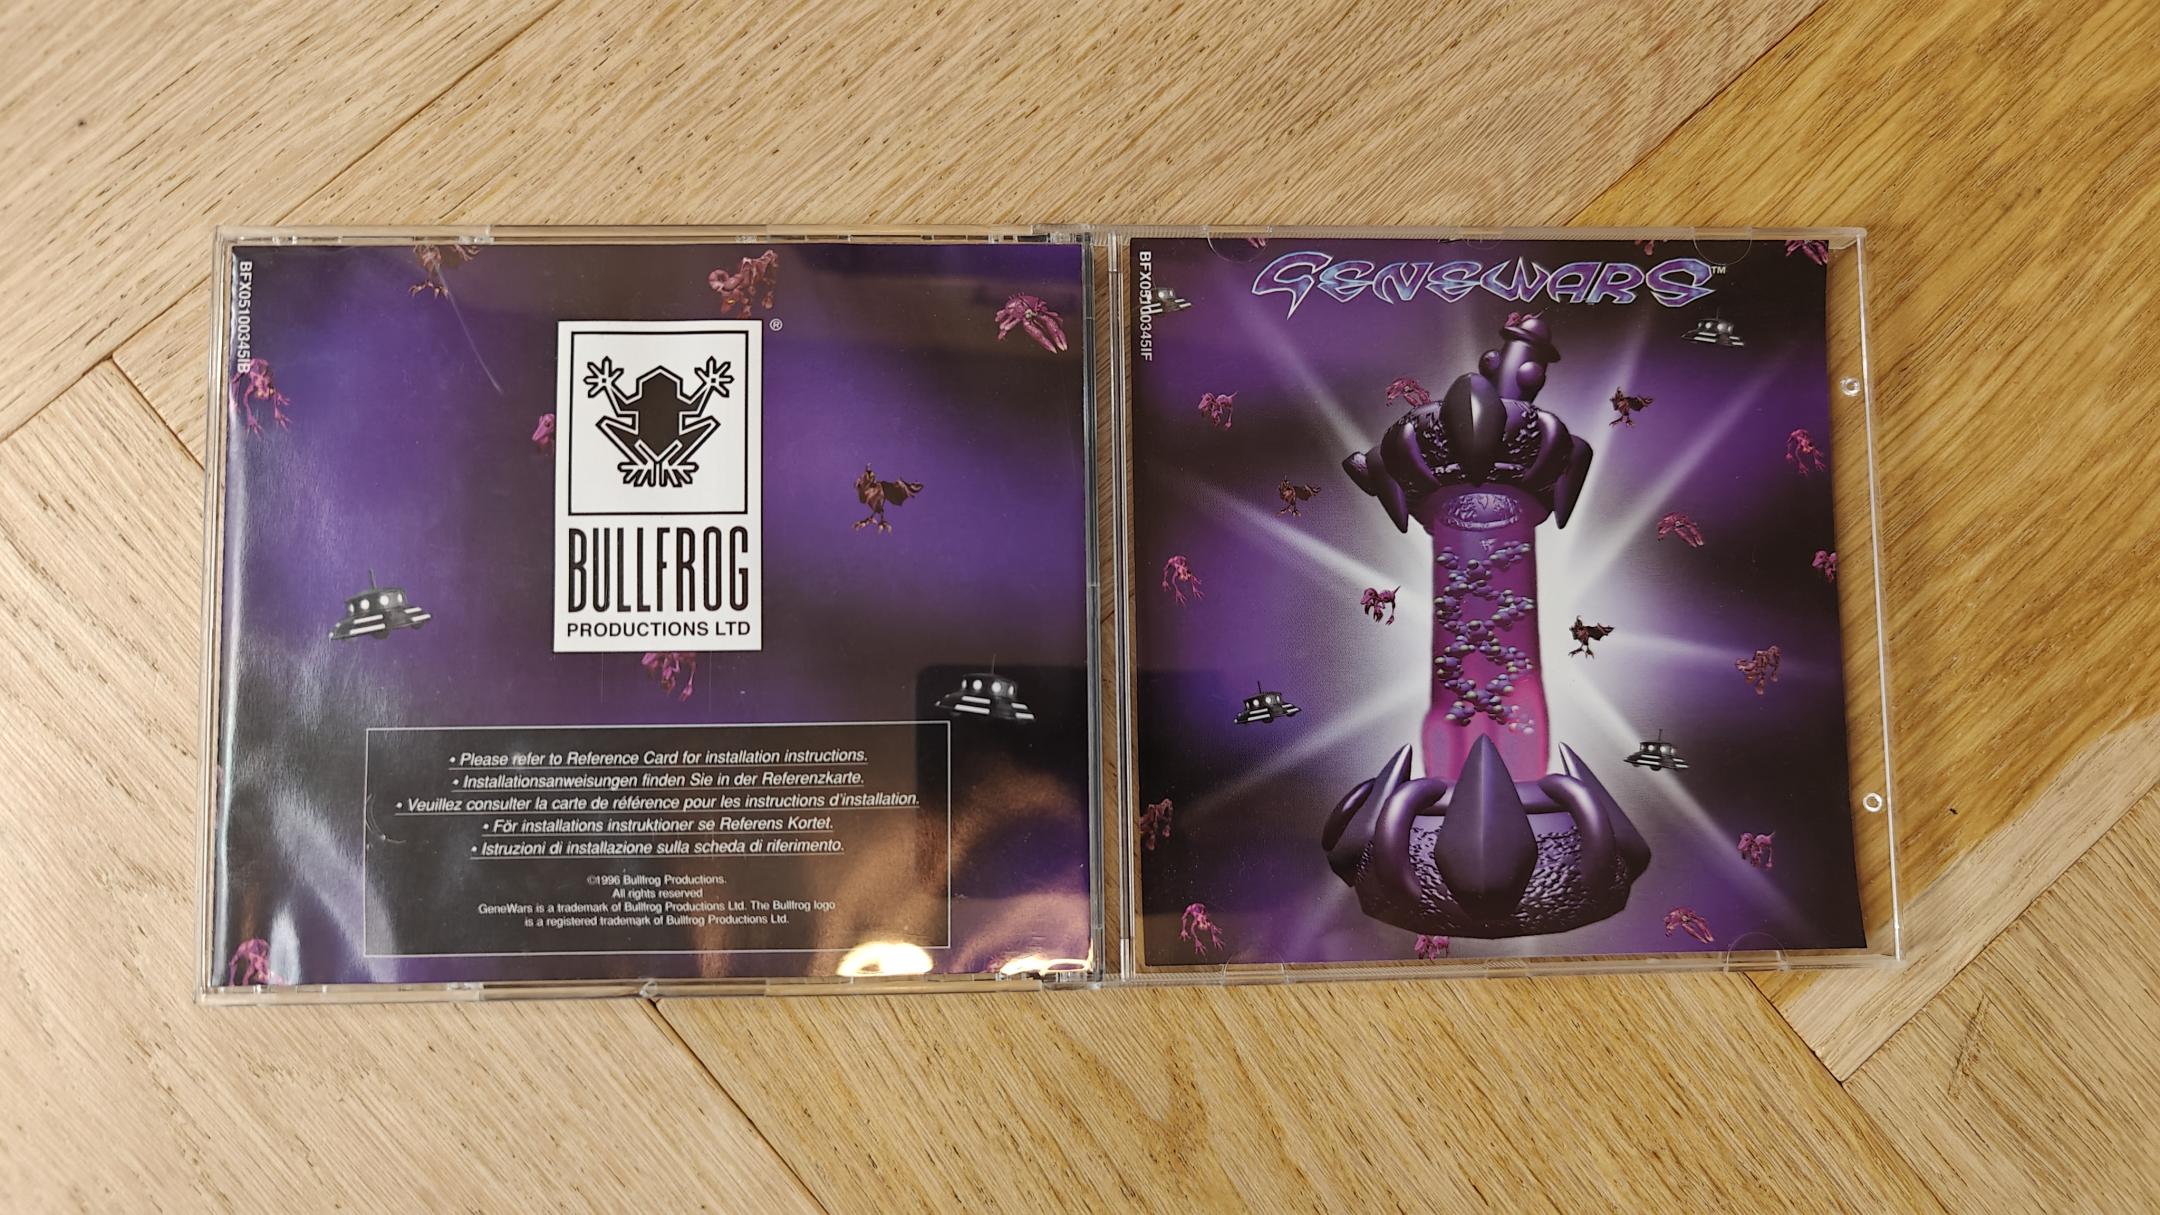 BFX05100345IB
®
BULLFROG
PRODUCTIONS LTD
• Please refer to Reference Card for installation instructions.
• Installationsanweisungen finden Sie in der Referenzkarte.
• Veuillez consulter la carte de référence pour les instructions d'installation.
• För installations instruktioner se Referens Kortet.
• Istruzioni di installazione sulla scheda di riferimento.
©1996 Bullfrog Productions.
All rights reserved
GeneWars is a trademark of Bullfrog Productions Ltd. The Bullfrog logo
is a registered trademark of Bullfrog Productions Ltd.
BFX05100345IF
GENEWARS™